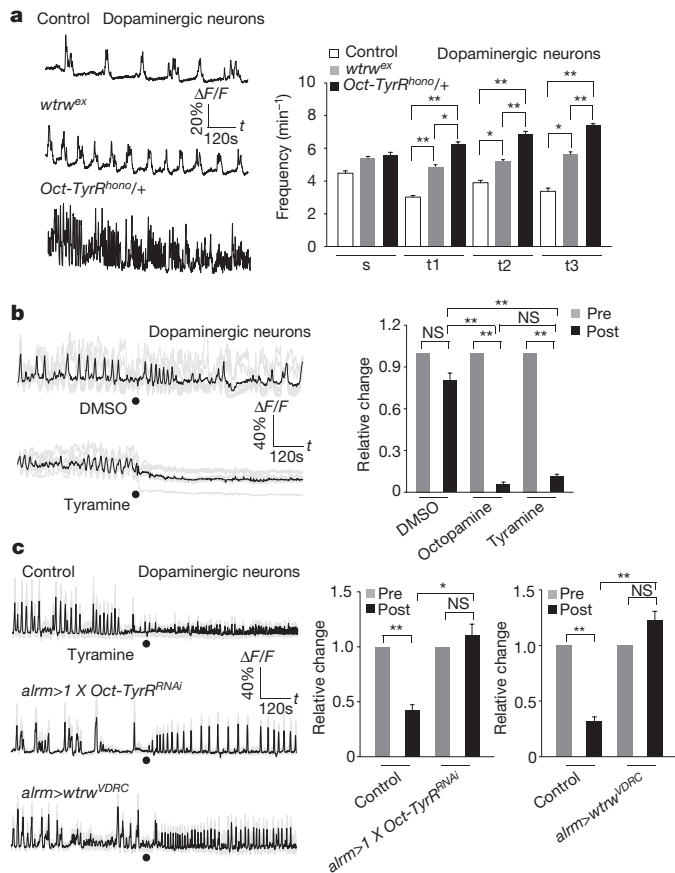 a
Control Dopaminergic neurons
wtrw^ex
20% ΔF/F
120s t
Oct-TyrR^hono/+
Dopaminergic neurons
Control
wtrw^ex
Oct-TyrR^hono/+
Frequency (min⁻¹)
10
8
6
4
2
0
** * **
* ** **
* ** **
s t1 t2 t3
b
Dopaminergic neurons
DMSO
40% ΔF/F
120s t
Tyramine
Pre
Post
Relative change
1.2
0.9
0.6
0.3
0
**
** NS
NS ** **
DMSO
Octopamine
Tyramine
c
Control Dopaminergic neurons
Tyramine
40% ΔF/F
120s t
alrm>1 X Oct-TyrR^RNAi
alrm>wtrw^VDRC
Relative change
1.5
1.0
0.5
0
Pre
Post
*
** NS
Control
alrm>1 X Oct-TyrR^RNAi
Relative change
1.5
1.0
0.5
0
Pre
Post
**
** NS
Control
alrm>wtrw^VDRC